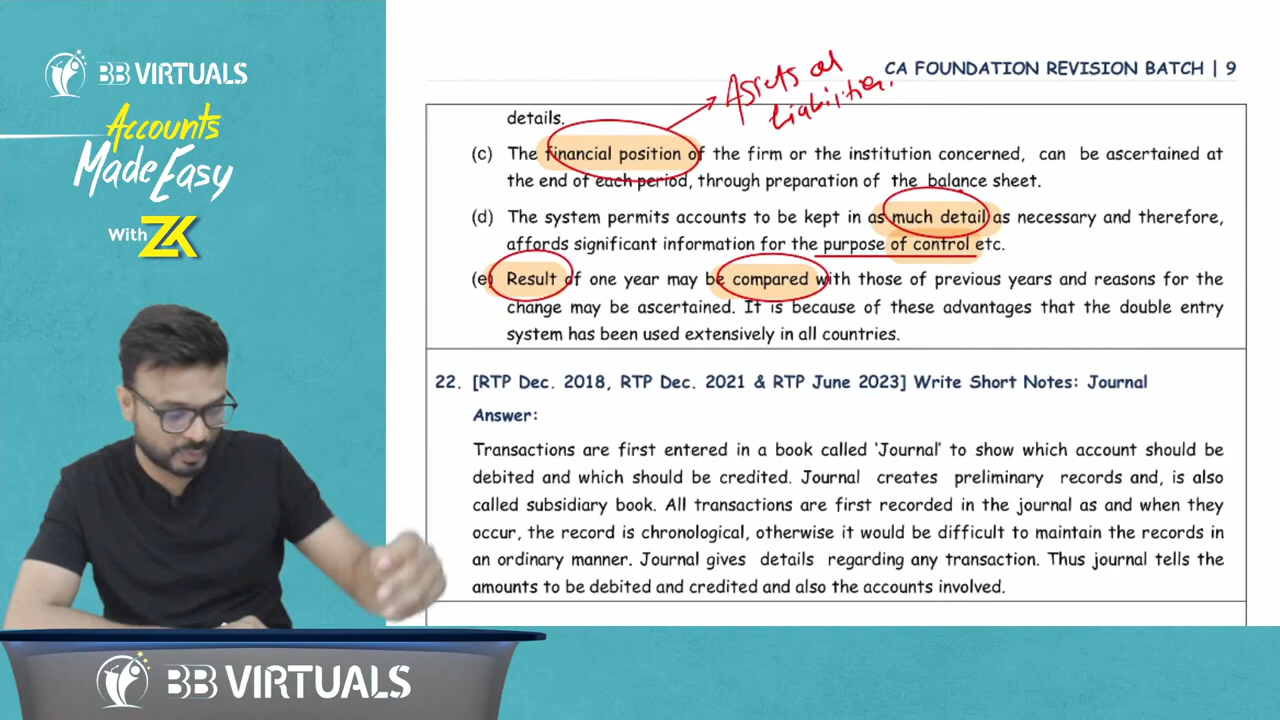 BB VIRTUALS
Accounts
Made Easy
With ZK
CA FOUNDATION REVISION BATCH | 9
Assets and
Liabilities.
details.
(c) The financial position of the firm or the institution concerned, can be ascertained at
the end of each period, through preparation of the balance sheet.
(d) The system permits accounts to be kept in as much detail as necessary and therefore,
affords significant information for the purpose of control etc.
(e) Result of one year may be compared with those of previous years and reasons for the
change may be ascertained. It is because of these advantages that the double entry
system has been used extensively in all countries.
22. [RTP Dec. 2018, RTP Dec. 2021 & RTP June 2023] Write Short Notes: Journal
Answer:
Transactions are first entered in a book called ‘Journal’ to show which account should be
debited and which should be credited. Journal creates preliminary records and, is also
called subsidiary book. All transactions are first recorded in the journal as and when they
occur, the record is chronological, otherwise it would be difficult to maintain the records in
an ordinary manner. Journal gives details regarding any transaction. Thus journal tells the
amounts to be debited and credited and also the accounts involved.
BB VIRTUALS